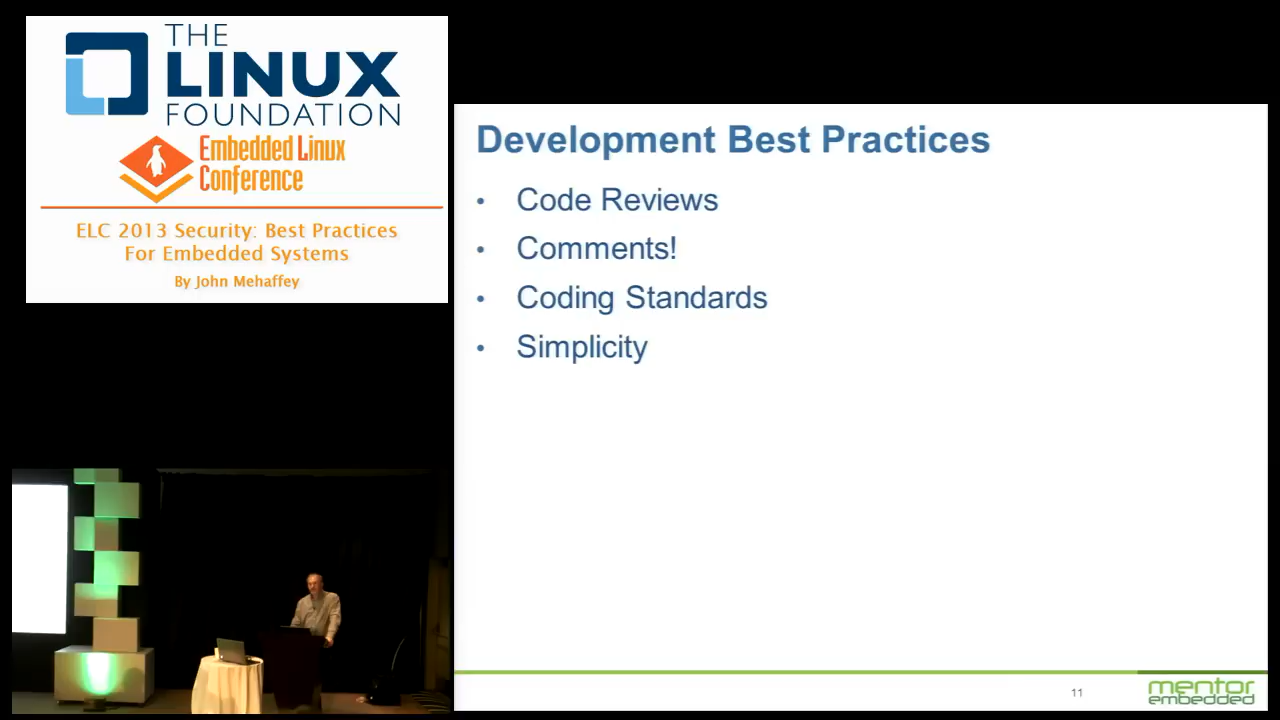 THE
LINUX
FOUNDATION
Embedded Linux
Conference
ELC 2013 Security: Best Practices
For Embedded Systems
By John Mehaffey
Development Best Practices
• Code Reviews
• Comments!
• Coding Standards
• Simplicity
11
mentor
embedded